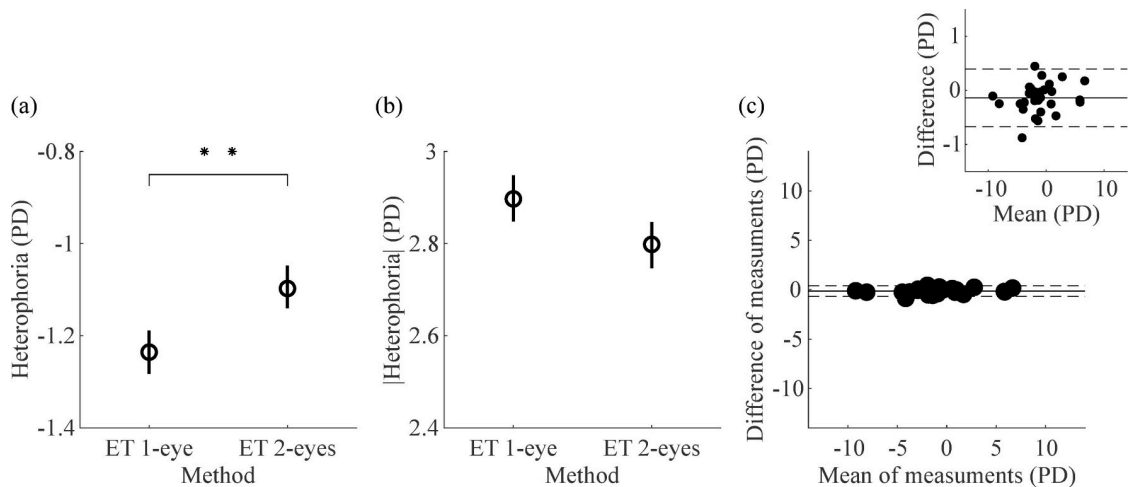 (a)
Heterophoria (PD)
-0.8
-1
-1.2
-1.4
* *
ET 1-eye ET 2-eyes
Method
(b)
|Heterophoria| (PD)
3
2.8
2.6
2.4
ET 1-eye ET 2-eyes
Method
(c)
Difference (PD)
1
0
-1
-10 0 10
Mean (PD)
Difference of measuments (PD)
10
5
0
-5
-10
-10 -5 0 5 10
Mean of measuments (PD)